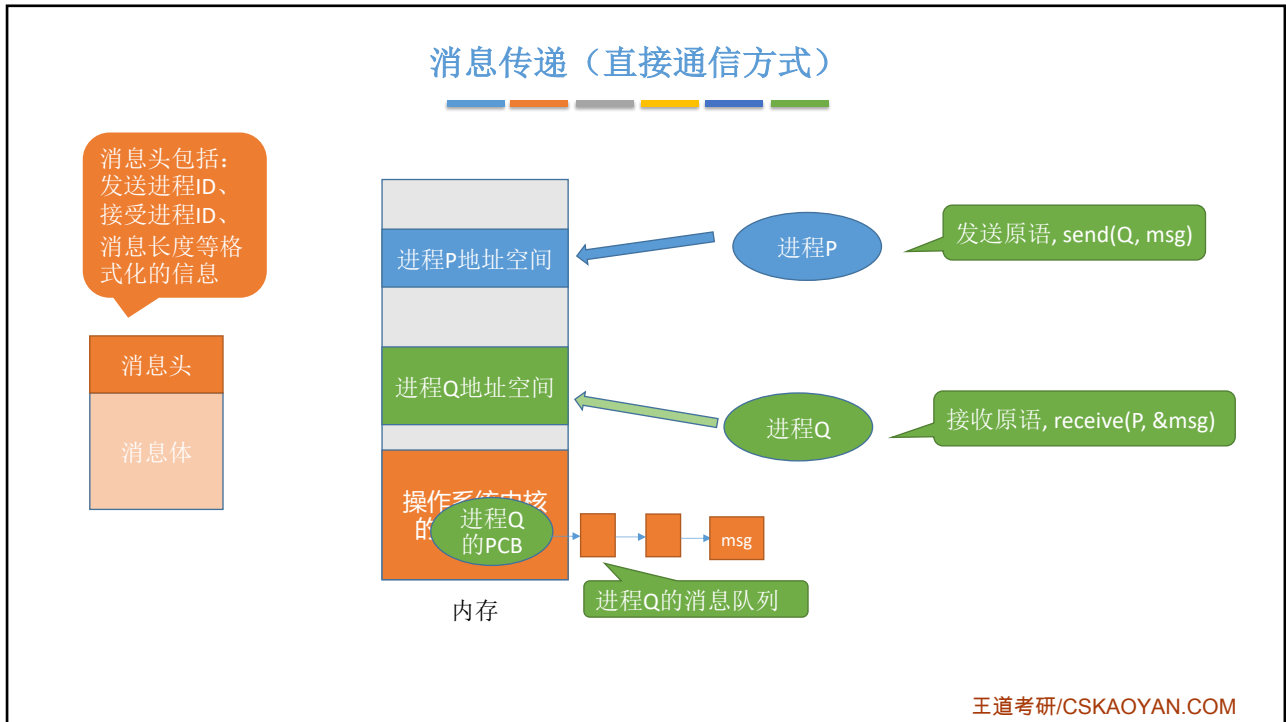 消息传递（直接通信方式）
消息头包括：
发送进程ID、
接受进程ID、
消息长度等格
式化的信息
消息头
消息体
进程P地址空间
进程Q地址空间
操作系统内核
的
进程Q
的PCB
内存
进程P
发送原语, send(Q, msg)
进程Q
接收原语, receive(P, &msg)
msg
进程Q的消息队列
王道考研/CSKAOYAN.COM